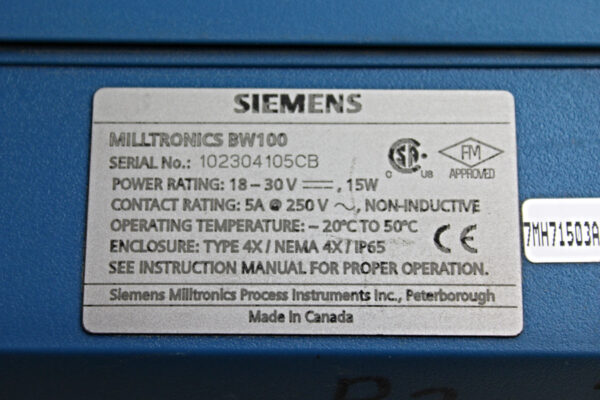 SIEMENS
MILLTRONICS BW100
SERIAL No.: 102304105CB
POWER RATING: 18 – 30 V ⎓, 15W
CONTACT RATING: 5A @ 250 V ∼, NON-INDUCTIVE
OPERATING TEMPERATURE: – 20°C TO 50°C
ENCLOSURE: TYPE 4X / NEMA 4X / IP65
SEE INSTRUCTION MANUAL FOR PROPER OPERATION.
Siemens Milltronics Process Instruments Inc., Peterborough
Made in Canada
C SA US
FM
APPROVED
CE
7MH71503A